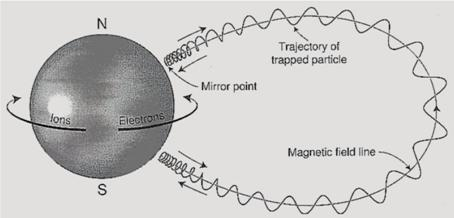 N
Trajectory of
trapped particle
Mirror point
Ions
Electrons
Magnetic field line
S